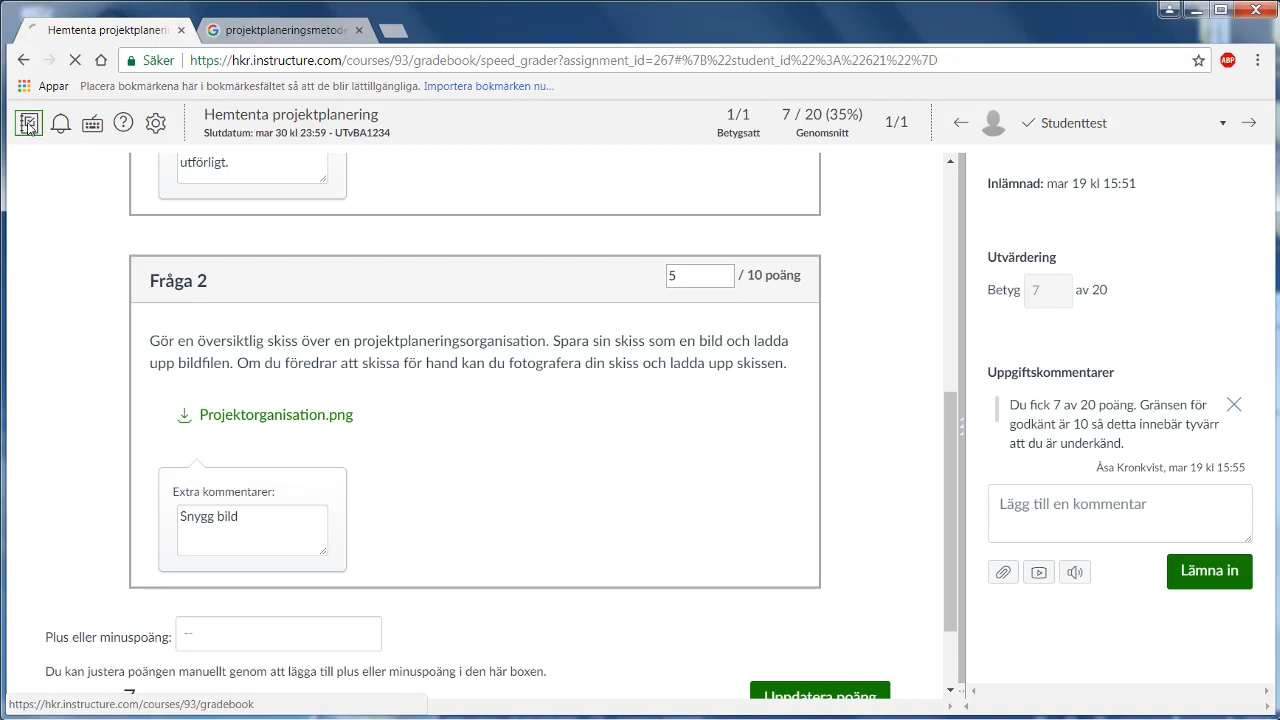 Hemtenta projektplanerin
projektplaneringsmetode
Säker
https://hkr.instructure.com/courses/93/gradebook/speed_grader?assignment_id=267#%7B%22student_id%22%3A%22621%22%7D
ABP
Appar
Placera bokmärkena här i bokmärkesfältet så att de blir lättillgängliga.
Importera bokmärken nu...
Hemtenta projektplanering
Slutdatum: mar 30 kl 23:59 - UTvBA1234
1/1
Betygsatt
7 / 20 (35%)
Genomsnitt
1/1
Studenttest
utförligt.
Fråga 2
5
/ 10 poäng
Gör en översiktlig skiss över en projektplaneringsorganisation. Spara sin skiss som en bild och ladda
upp bildfilen. Om du föredrar att skissa för hand kan du fotografera din skiss och ladda upp skissen.
Projektorganisation.png
Extra kommentarer:
Snygg bild
Plus eller minuspoäng:
--
Du kan justera poängen manuellt genom att lägga till plus eller minuspoäng i den här boxen.
Uppdatera poäng
Inlämnad: mar 19 kl 15:51
Utvärdering
Betyg 7 av 20
Uppgiftskommentarer
Du fick 7 av 20 poäng. Gränsen för
godkänt är 10 så detta innebär tyvärr
att du är underkänd.
Åsa Kronkvist, mar 19 kl 15:55
Lägg till en kommentar
Lämna in
https://hkr.instructure.com/courses/93/gradebook